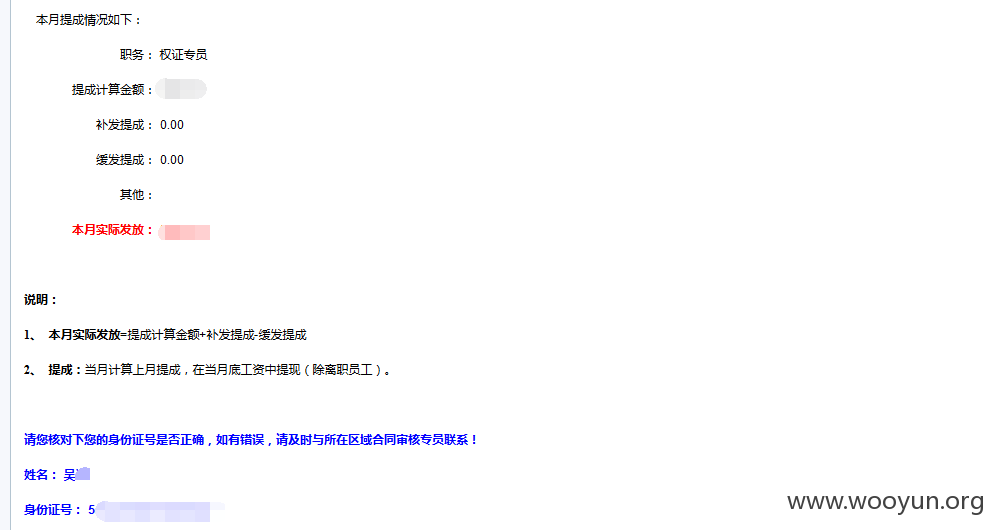 本月提成情况如下：
职务： 权证专员
提成计算金额：
补发提成： 0.00
缓发提成： 0.00
其他：
本月实际发放：
说明：
1、 本月实际发放=提成计算金额+补发提成-缓发提成
2、 提成：当月计算上月提成，在当月底工资中提现（除离职员工）。
请您核对下您的身份证号是否正确，如有错误，请及时与所在区域合同审核专员联系！
姓名： 吴
身份证号： 5
www.wooyun.org